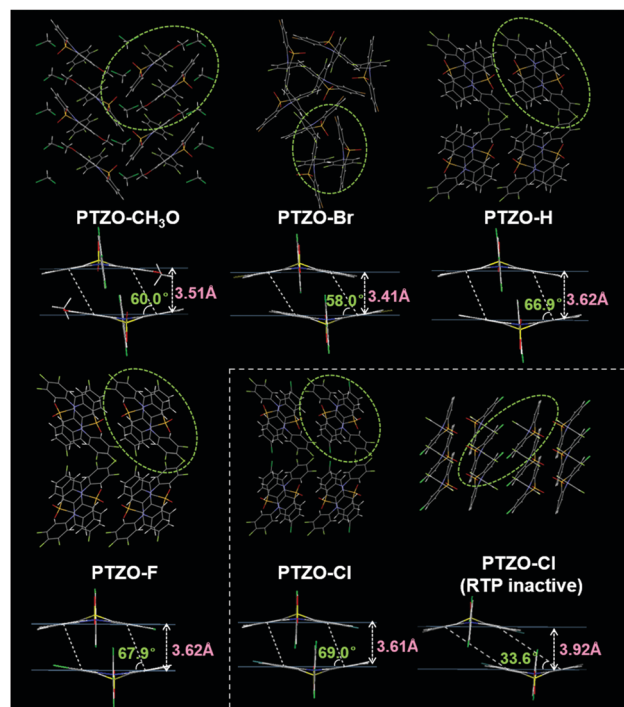 PTZO-CH₃O
PTZO-Br
PTZO-H
60.0°
3.51Å
58.0°
3.41Å
66.9°
3.62Å
PTZO-F
PTZO-Cl
PTZO-Cl
(RTP inactive)
67.9°
3.62Å
69.0°
3.61Å
33.6°
3.92Å